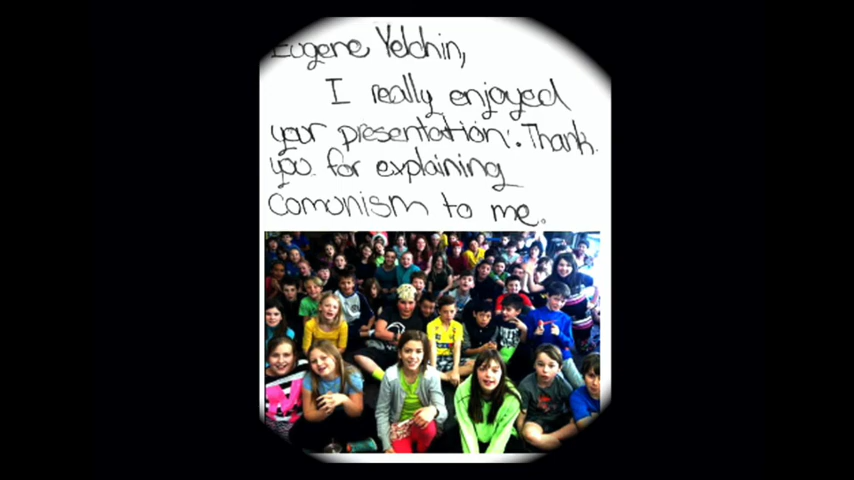 Eugene Yelchin,
I really enjoyed
your presentation. Thank
you for explaining
comunism to me.